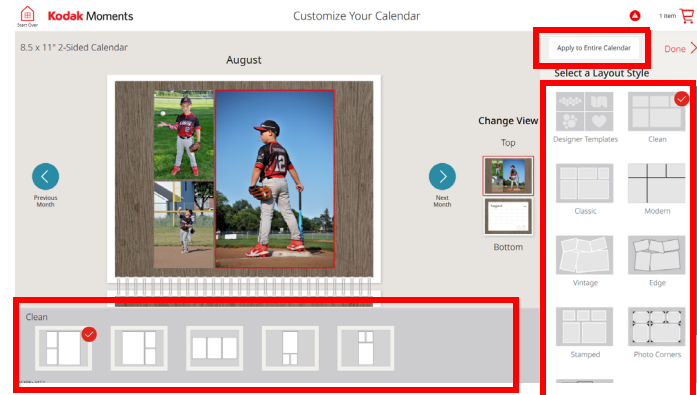 Kodak Moments
Customize Your Calendar
1 item
Start Over
8.5 x 11" 2-Sided Calendar
Apply to Entire Calendar
Done
August
Select a Layout Style
Designer Templates
Clean
Change View
Top
Previous
Month
Next
Month
August
Bottom
Classic
Modern
Vintage
Edge
Clean
Stamped
Photo Corners